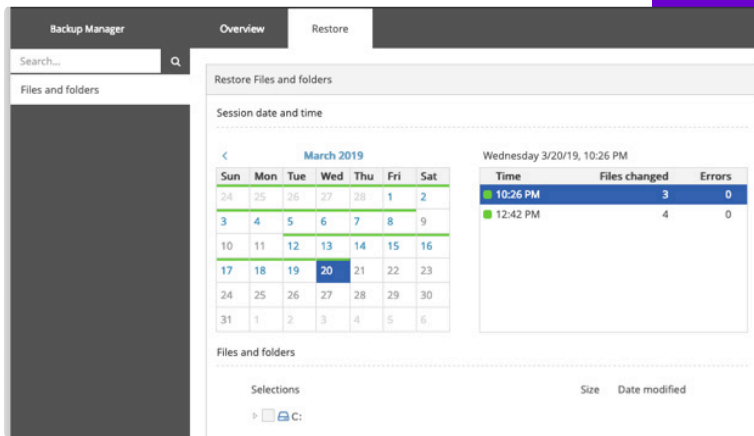 Backup Manager Overview Restore
Search...
Files and folders
Restore Files and folders
Session date and time
March 2019 Wednesday 3/20/19, 10:26 PM
Sun Mon Tue Wed Thu Fri Sat Time Files changed Errors
24 25 26 27 28 1 2 10:26 PM 3 0
3 4 5 6 7 8 9 12:42 PM 4 0
10 11 12 13 14 15 16
17 18 19 20 21 22 23
24 25 26 27 28 29 30
31 1 2 3 4 5 6
Files and folders
Selections Size Date modified
C: